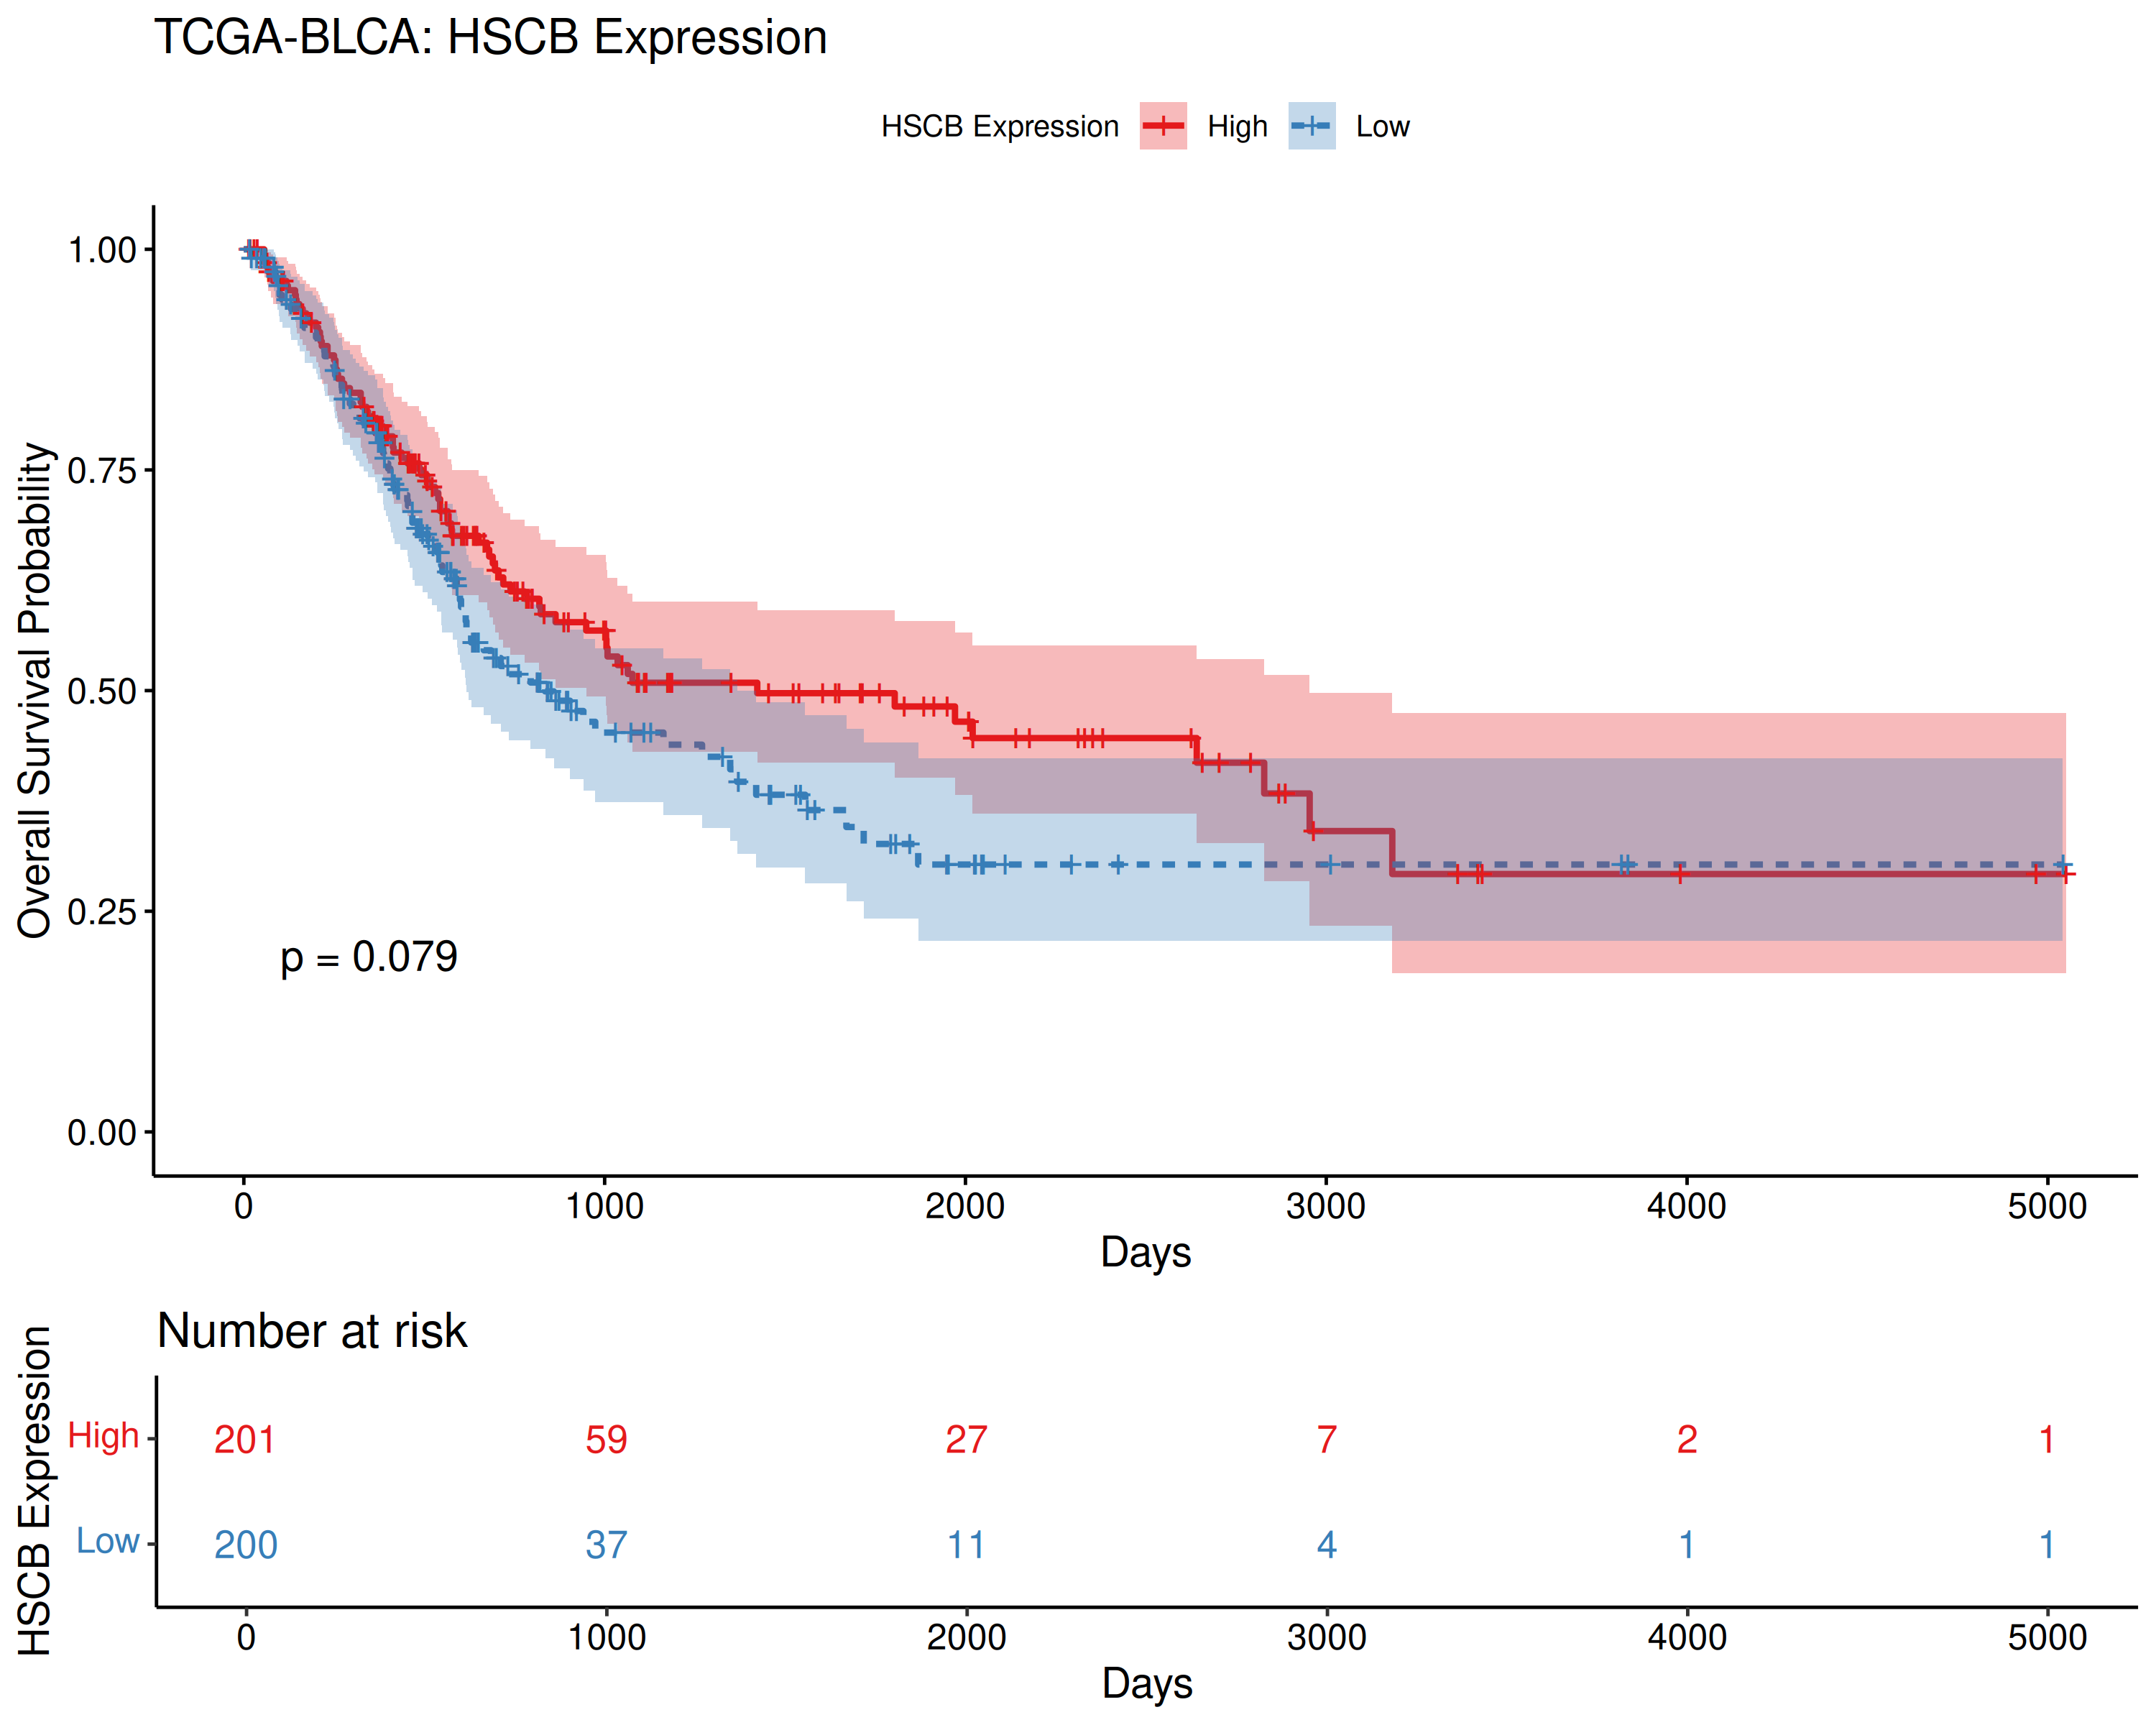 TCGA-BLCA: HSCB Expression
HSCB Expression High Low
Overall Survival Probability
1.00
0.75
0.50
0.25
0.00
p = 0.079
0 1000 2000 3000 4000 5000
Days
Number at risk
HSCB Expression
High 201 59 27 7 2 1
Low 200 37 11 4 1 1
0 1000 2000 3000 4000 5000
Days